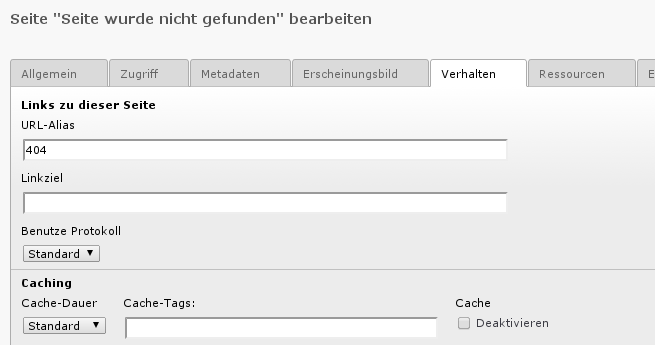 Seite "Seite wurde nicht gefunden" bearbeiten
Allgemein Zugriff Metadaten Erscheinungsbild Verhalten Ressourcen E
Links zu dieser Seite
URL-Alias
404
Linkziel
Benutze Protokoll
Standard
Caching
Cache-Dauer Cache-Tags: Cache
Standard Deaktivieren